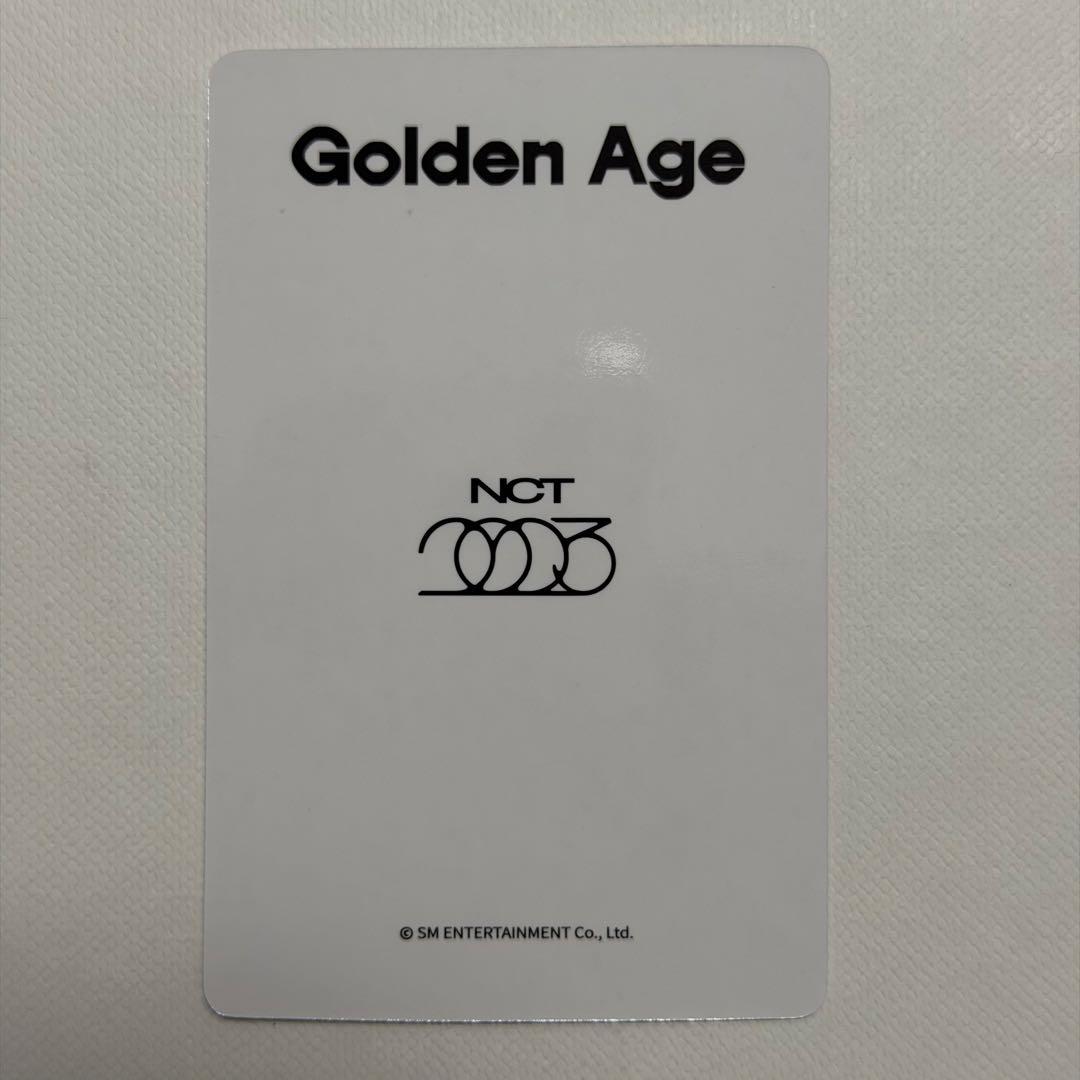 Golden Age
NCT
2023
© SM ENTERTAINMENT Co., Ltd.